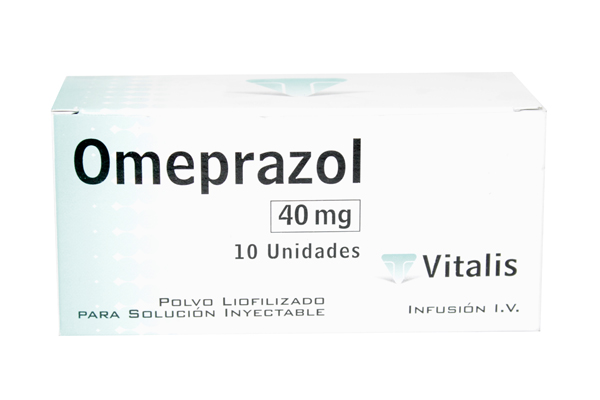 Omeprazol
40 mg
10 Unidades
Vitalis
POLVO LIOFILIZADO
PARA SOLUCIÓN INYECTABLE
INFUSIÓN I.V.